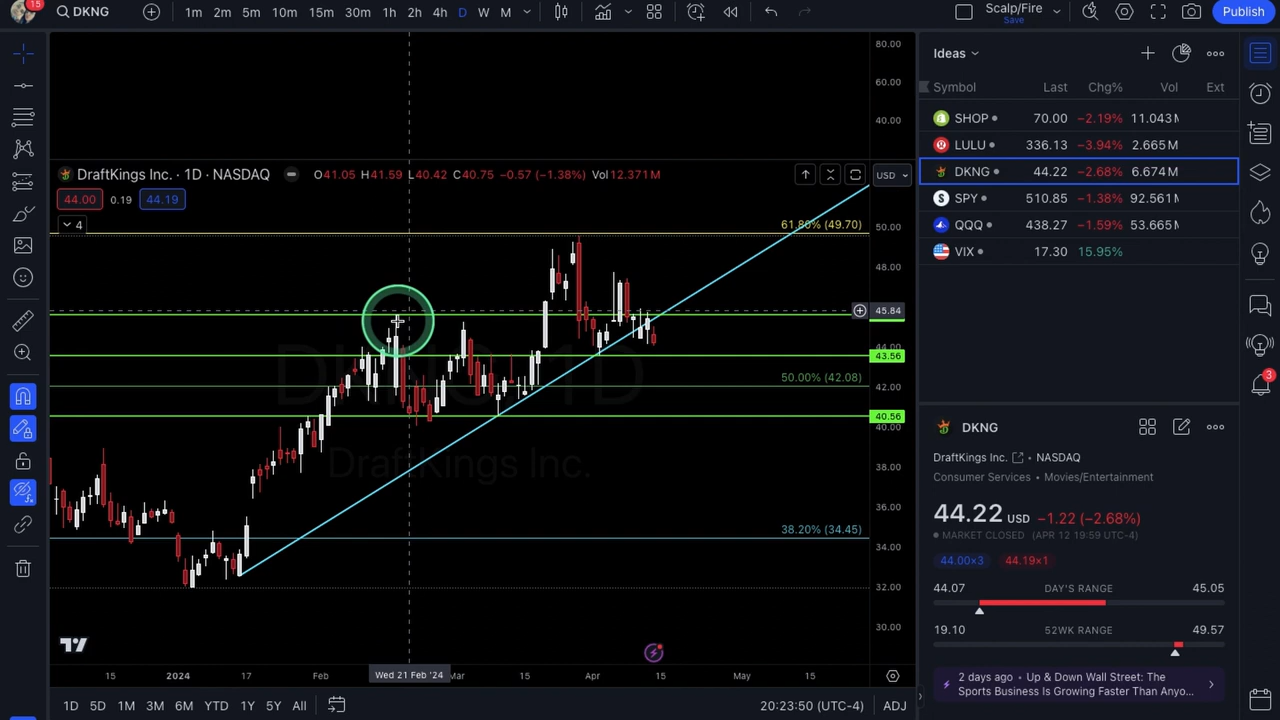 15
DKNG
1m 2m 5m 10m 15m 30m 1h 2h 4h D W M
Scalp/Fire
Save
Publish
80.00
60.00
40.00
DraftKings Inc. · 1D · NASDAQ
O41.05 H41.59 L40.42 C40.75 −0.57 (−1.38%) Vol12.371M
USD
44.00 0.19 44.19
4
61.80% (49.70)
50.00
48.00
45.84
44.00
43.56
50.00% (42.08)
42.00
40.56
40.00
DraftKings Inc.
38.00
36.00
38.20% (34.45)
34.00
32.00
30.00
15 2024 17 Feb Wed 21 Feb '24 Mar 15 Apr 15 May 15
1D 5D 1M 3M 6M YTD 1Y 5Y All
20:23:50 (UTC-4) ADJ
Ideas
Symbol Last Chg% Vol Ext
SHOP 70.00 −2.19% 11.043M
LULU 336.13 −3.94% 2.665M
DKNG 44.22 −2.68% 6.674M
SPY 510.85 −1.38% 92.561M
QQQ 438.27 −1.59% 53.665M
VIX 17.30 15.95%
3
DKNG
DraftKings Inc. • NASDAQ
Consumer Services • Movies/Entertainment
44.22 USD −1.22 (−2.68%)
MARKET CLOSED (APR 12 19:59 UTC-4)
44.00×3 44.19×1
44.07 DAY'S RANGE 45.05
19.10 52WK RANGE 49.57
2 days ago • Up & Down Wall Street: The
Sports Business Is Growing Faster Than Anyo...